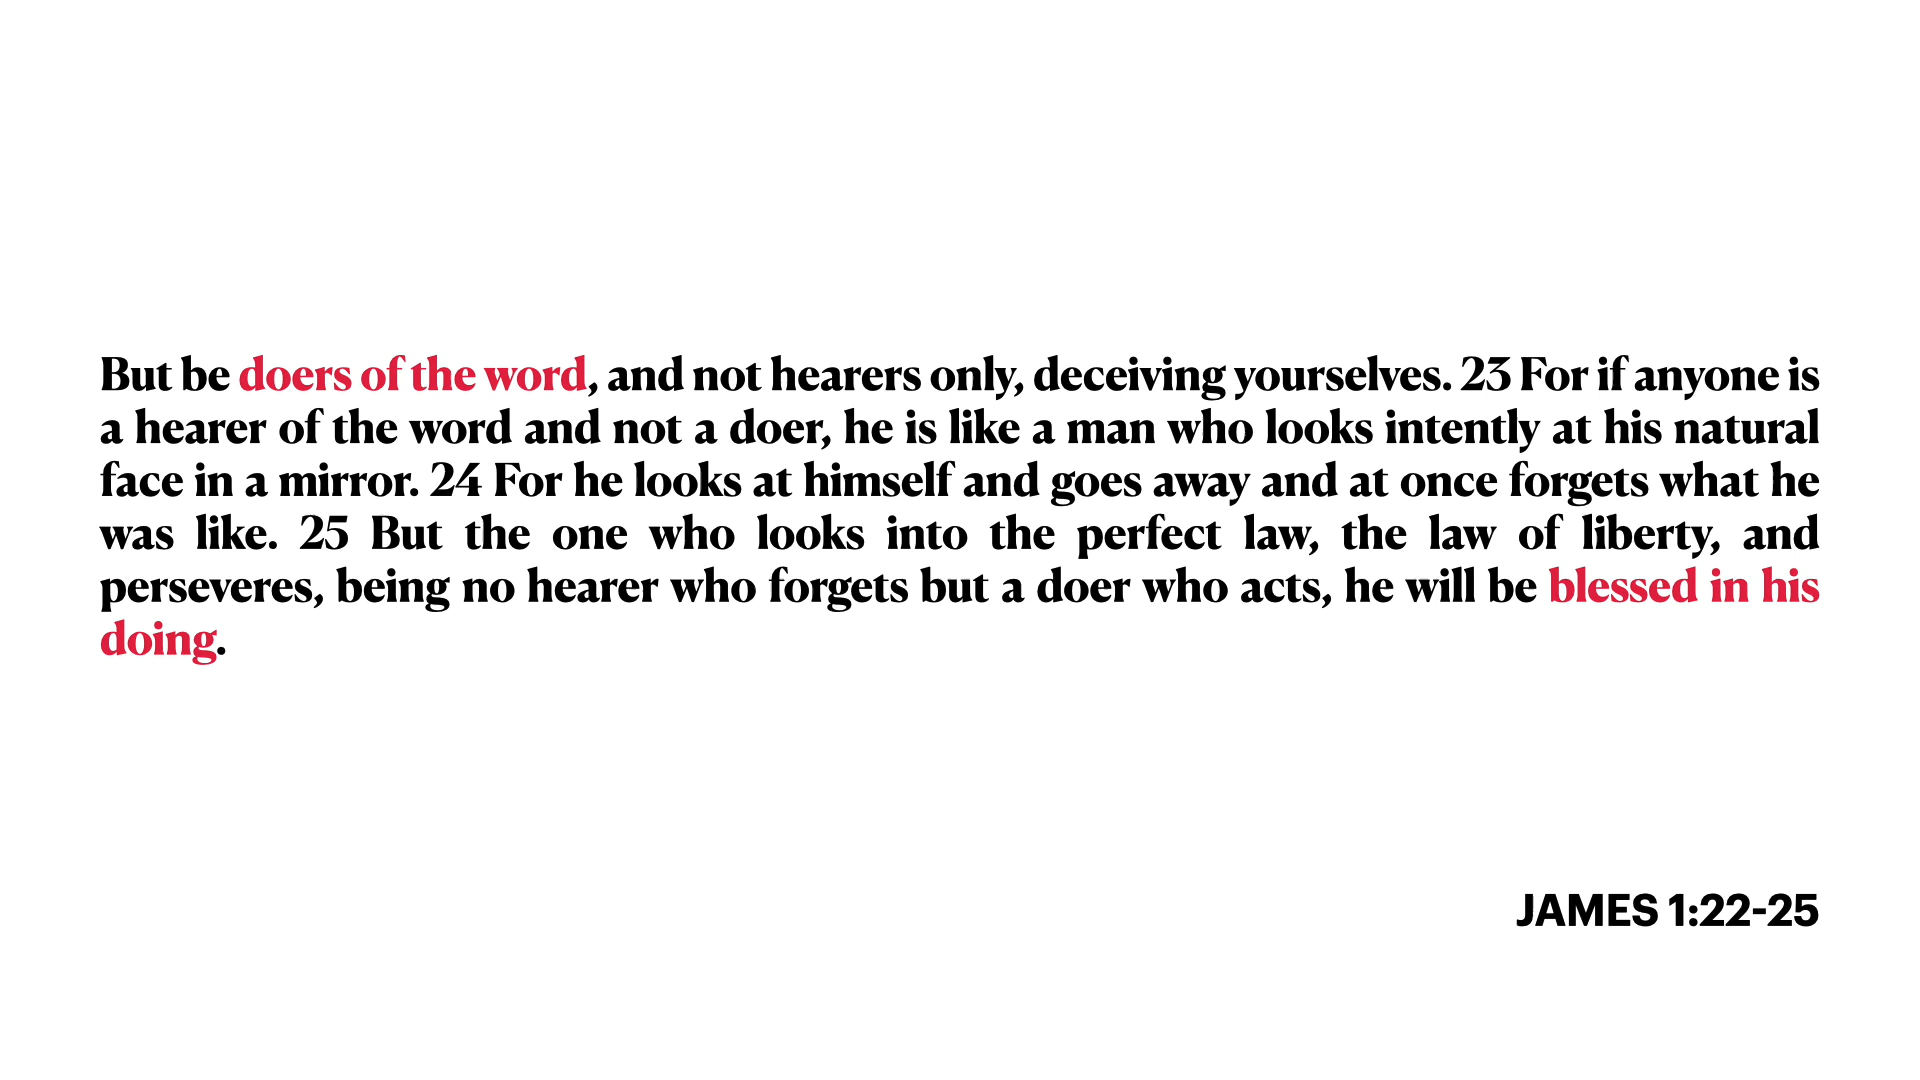 But be doers of the word, and not hearers only, deceiving yourselves. 23 For if anyone is
a hearer of the word and not a doer, he is like a man who looks intently at his natural
face in a mirror. 24 For he looks at himself and goes away and at once forgets what he
was like. 25 But the one who looks into the perfect law, the law of liberty, and
perseveres, being no hearer who forgets but a doer who acts, he will be blessed in his
doing.
JAMES 1:22-25